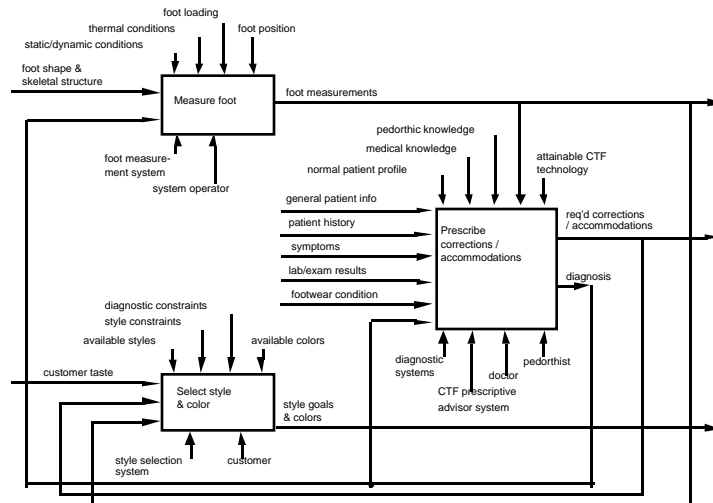 foot loading
thermal conditions
foot position
static/dynamic conditions
foot shape &
skeletal structure
Measure foot
foot measurements
pedorthic knowledge
medical knowledge
attainable CTF
technology
normal patient profile
foot measure-
ment system
system operator
general patient info
req'd corrections
/ accommodations
patient history
Prescribe
corrections /
accommodations
symptoms
lab/exam results
diagnosis
footwear condition
diagnostic constraints
style constraints
available styles
available colors
diagnostic
systems
pedorthist
doctor
CTF prescriptive
advisor system
customer taste
Select style
& color
style goals
& colors
style selection
system
customer